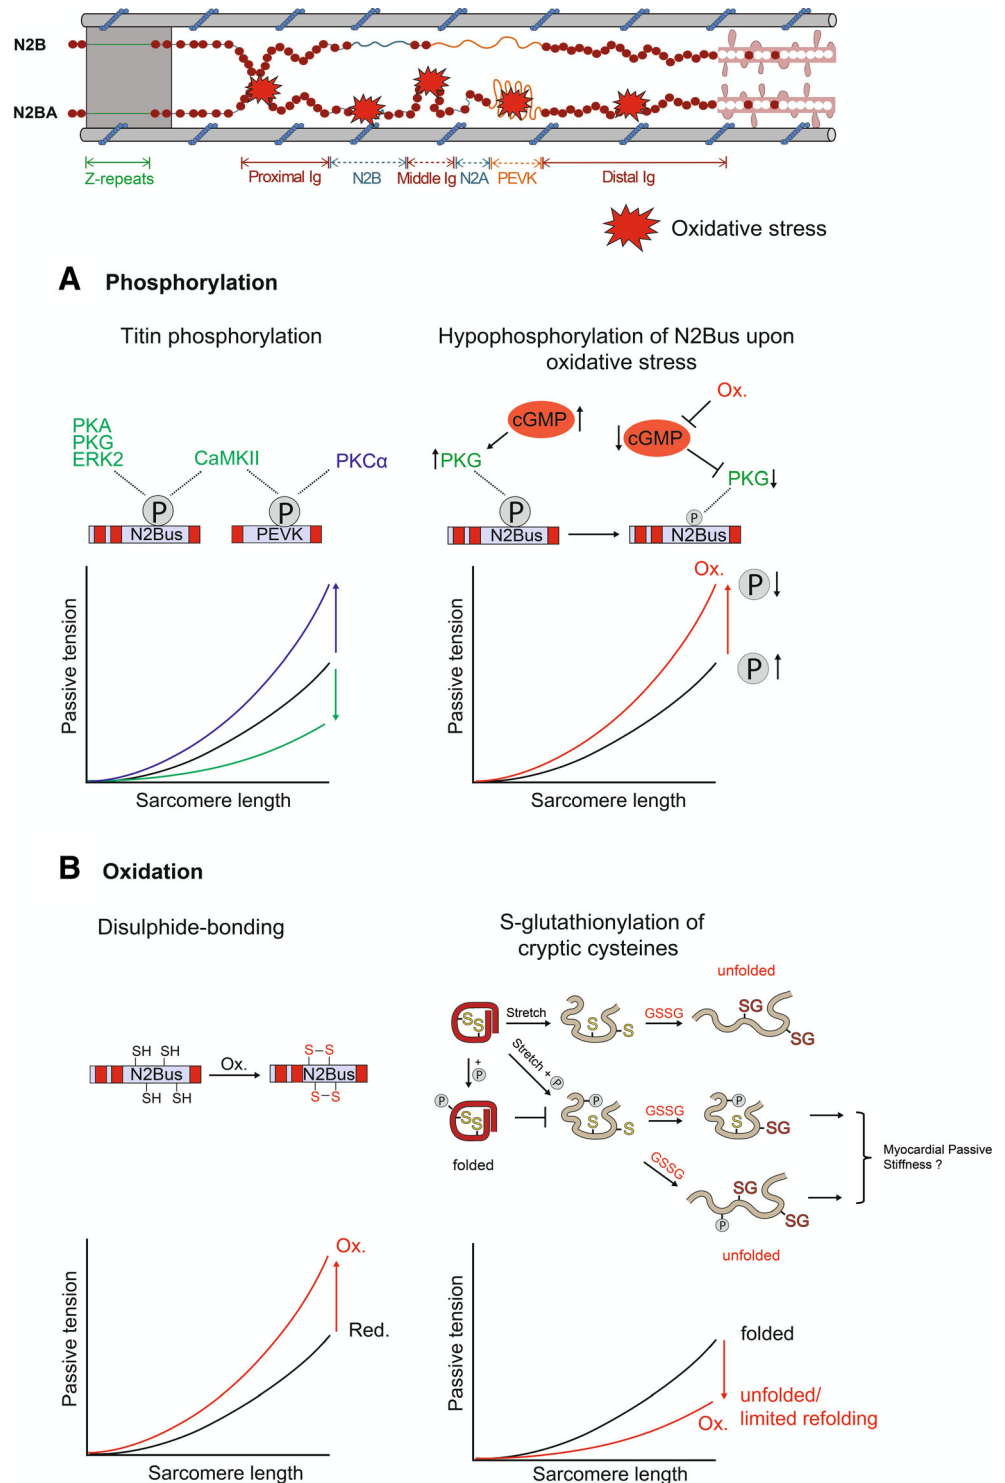 N2B
N2BA
Z-repeats
Proximal Ig
N2B
Middle Ig
N2A
PEVK
Distal Ig
Oxidative stress
A Phosphorylation
Titin phosphorylation
PKA
PKG
ERK2
CaMKII
PKCα
P
P
N2Bus
PEVK
Passive tension
Sarcomere length
Hypophosphorylation of N2Bus upon
oxidative stress
Ox.
cGMP
cGMP
PKG
PKG
P
P
N2Bus
N2Bus
Ox.
P
P
Passive tension
Sarcomere length
B Oxidation
Disulphide-bonding
SH SH
N2Bus
SH SH
Ox.
S-S
N2Bus
S-S
Ox.
Red.
Passive tension
Sarcomere length
S-glutathionylation of
cryptic cysteines
unfolded
S
S
Stretch
S
S
GSSG
SG
SG
+
P
Stretch + P
P
S
S
folded
P
S
S
GSSG
P
S
SG
GSSG
SG
P
SG
unfolded
Myocardial Passive
Stiffness ?
folded
unfolded/
limited refolding
Ox.
Passive tension
Sarcomere length